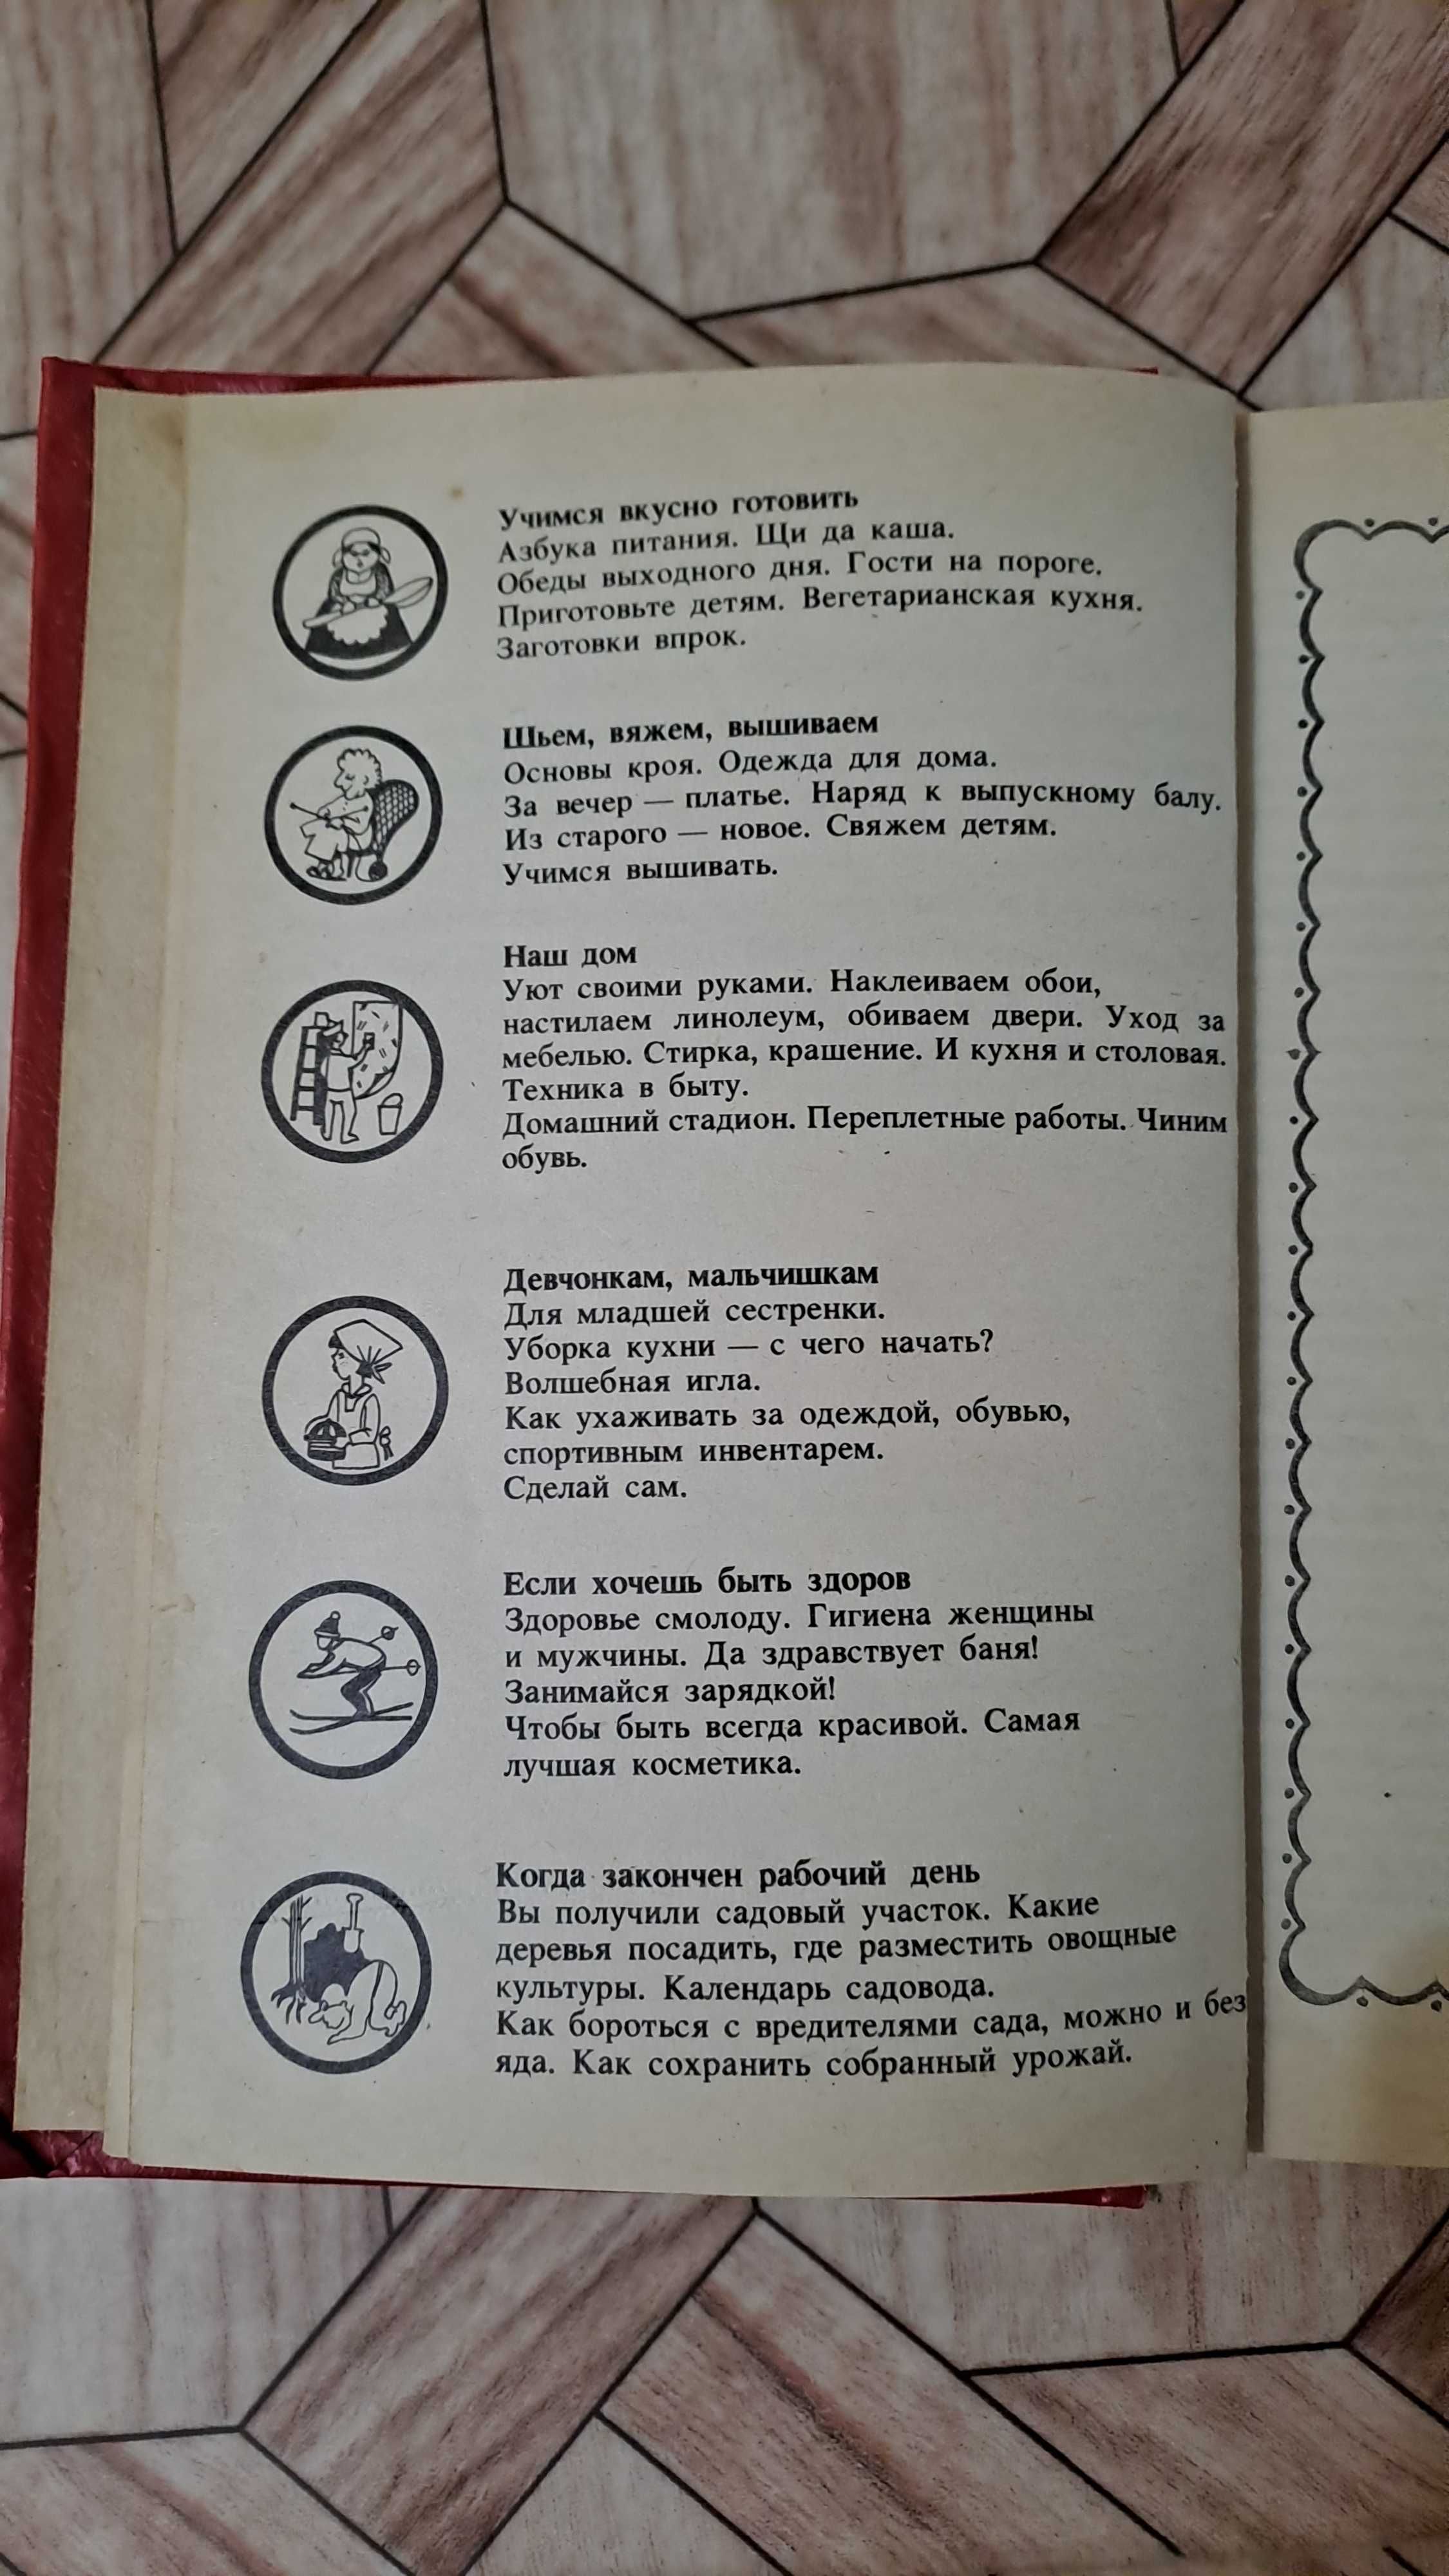 Учимся вкусно готовить
Азбука питания. Щи да каша.
Обеды выходного дня. Гости на пороге.
Приготовьте детям. Вегетарианская кухня.
Заготовки впрок.
Шьем, вяжем, вышиваем
Основы кроя. Одежда для дома.
За вечер — платье. Наряд к выпускному балу.
Из старого — новое. Свяжем детям.
Учимся вышивать.
Наш дом
Уют своими руками. Наклеиваем обои,
настилаем линолеум, обиваем двери. Уход за
мебелью. Стирка, крашение. И кухня и столовая.
Техника в быту.
Домашний стадион. Переплетные работы. Чиним
обувь.
Девчонкам, мальчишкам
Для младшей сестренки.
Уборка кухни — с чего начать?
Волшебная игла.
Как ухаживать за одеждой, обувью,
спортивным инвентарем.
Сделай сам.
Если хочешь быть здоров
Здоровье смолоду. Гигиена женщины
и мужчины. Да здравствует баня!
Занимайся зарядкой!
Чтобы быть всегда красивой. Самая
лучшая косметика.
Когда закончен рабочий день
Вы получили садовый участок. Какие
деревья посадить, где разместить овощные
культуры. Календарь садовода.
Как бороться с вредителями сада, можно и без
яда. Как сохранить собранный урожай.